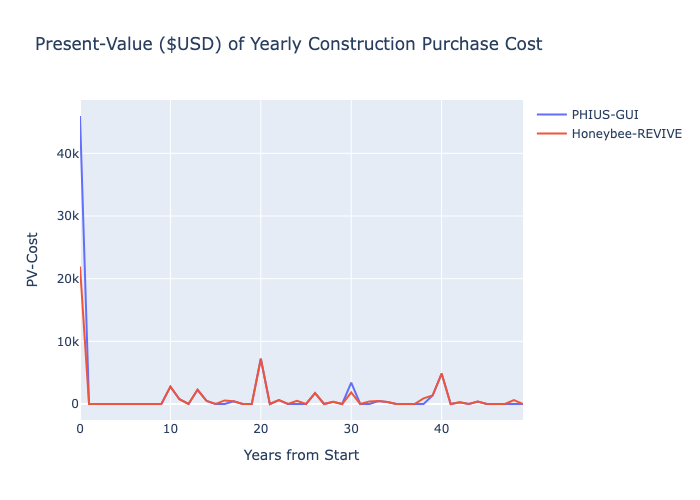 Present-Value ($USD) of Yearly Construction Purchase Cost
PHIUS-GUI
Honeybee-REVIVE
PV-Cost
40k
30k
20k
10k
0
0 10 20 30 40
Years from Start